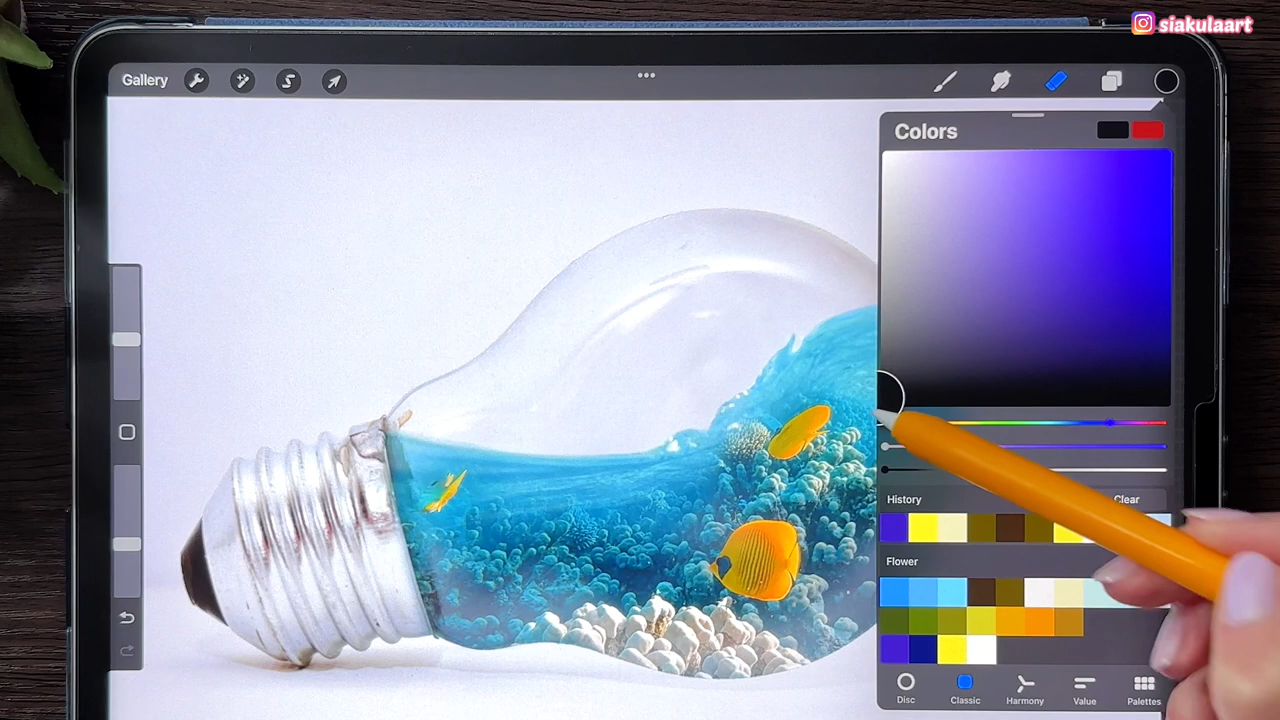 siakulaart
Gallery
Colors
History
Clear
Flower
Disc
Classic
Harmony
Value
Palettes